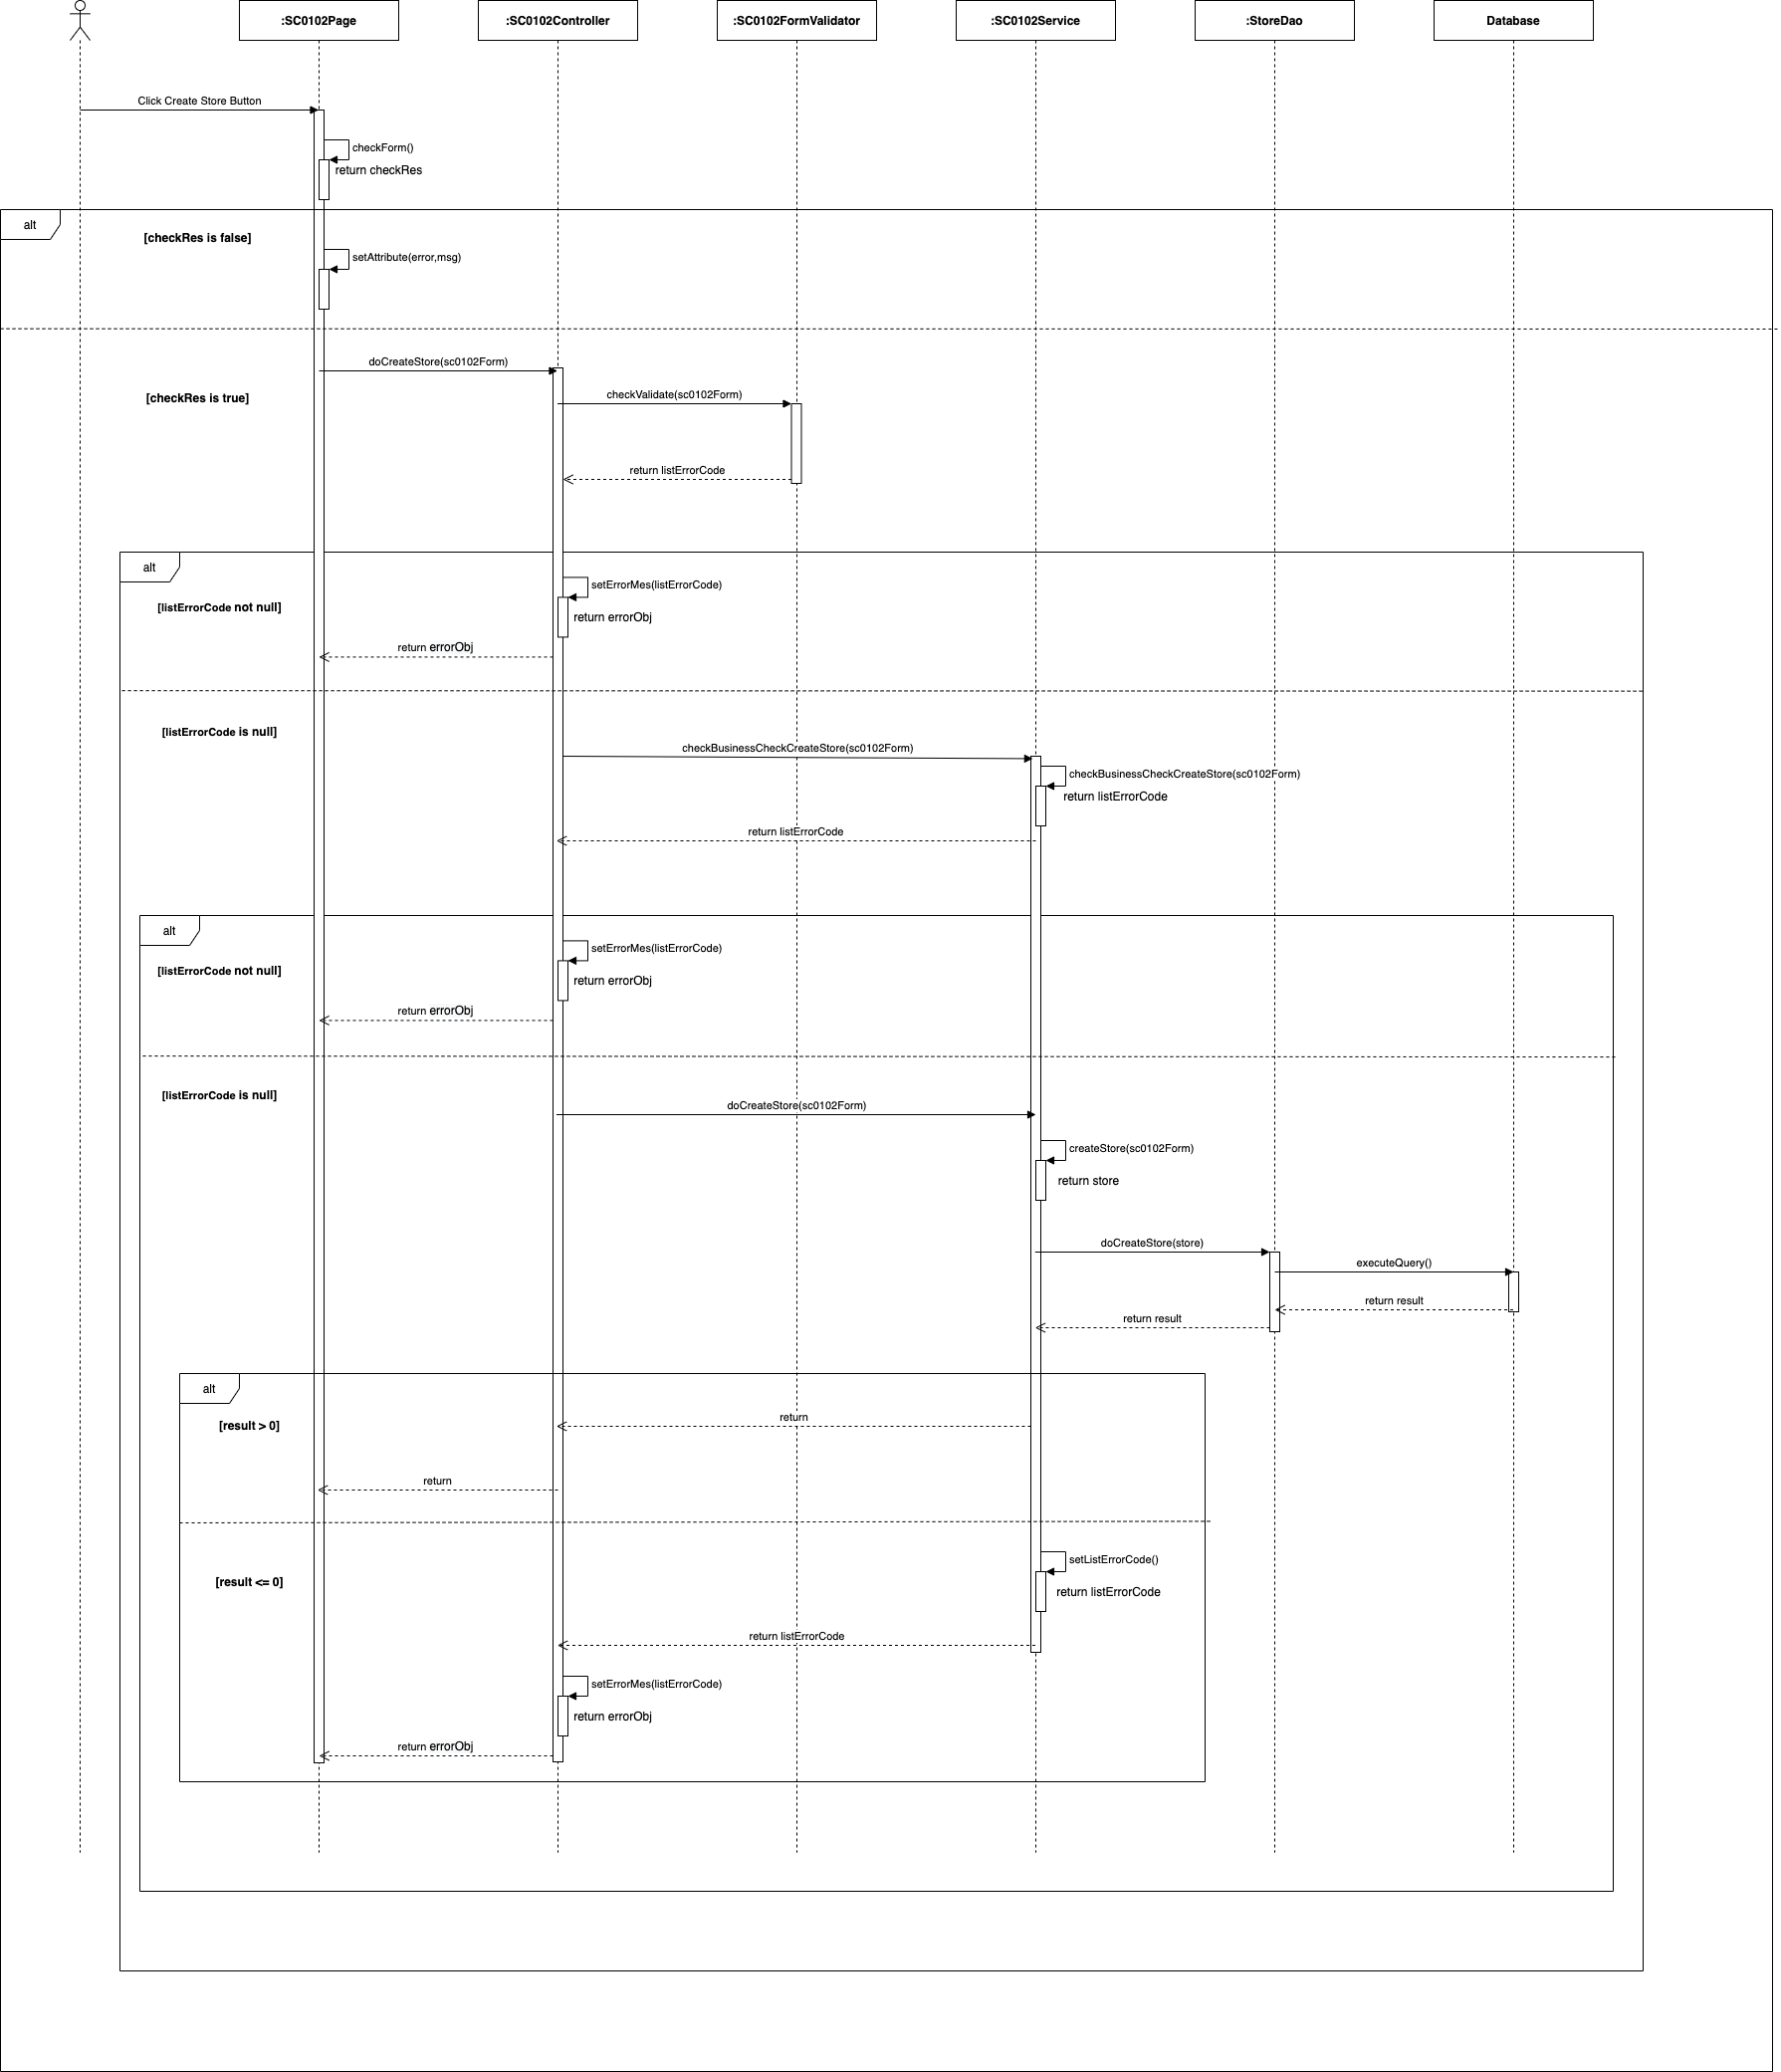 :SC0102Page
:SC0102Controller
:SC0102FormValidator
:SC0102Service
:StoreDao
Database
Click Create Store Button
checkForm()
return checkRes
alt
[checkRes is false]
setAttribute(error,msg)
doCreateStore(sc0102Form)
[checkRes is true]
checkValidate(sc0102Form)
return listErrorCode
alt
setErrorMes(listErrorCode)
[listErrorCode not null]
return errorObj
return errorObj
[listErrorCode is null]
checkBusinessCheckCreateStore(sc0102Form)
checkBusinessCheckCreateStore(sc0102Form)
return listErrorCode
return listErrorCode
alt
setErrorMes(listErrorCode)
[listErrorCode not null]
return errorObj
return errorObj
[listErrorCode is null]
doCreateStore(sc0102Form)
createStore(sc0102Form)
return store
doCreateStore(store)
executeQuery()
return result
return result
alt
return
[result > 0]
return
setListErrorCode()
[result <= 0]
return listErrorCode
return listErrorCode
setErrorMes(listErrorCode)
return errorObj
return errorObj